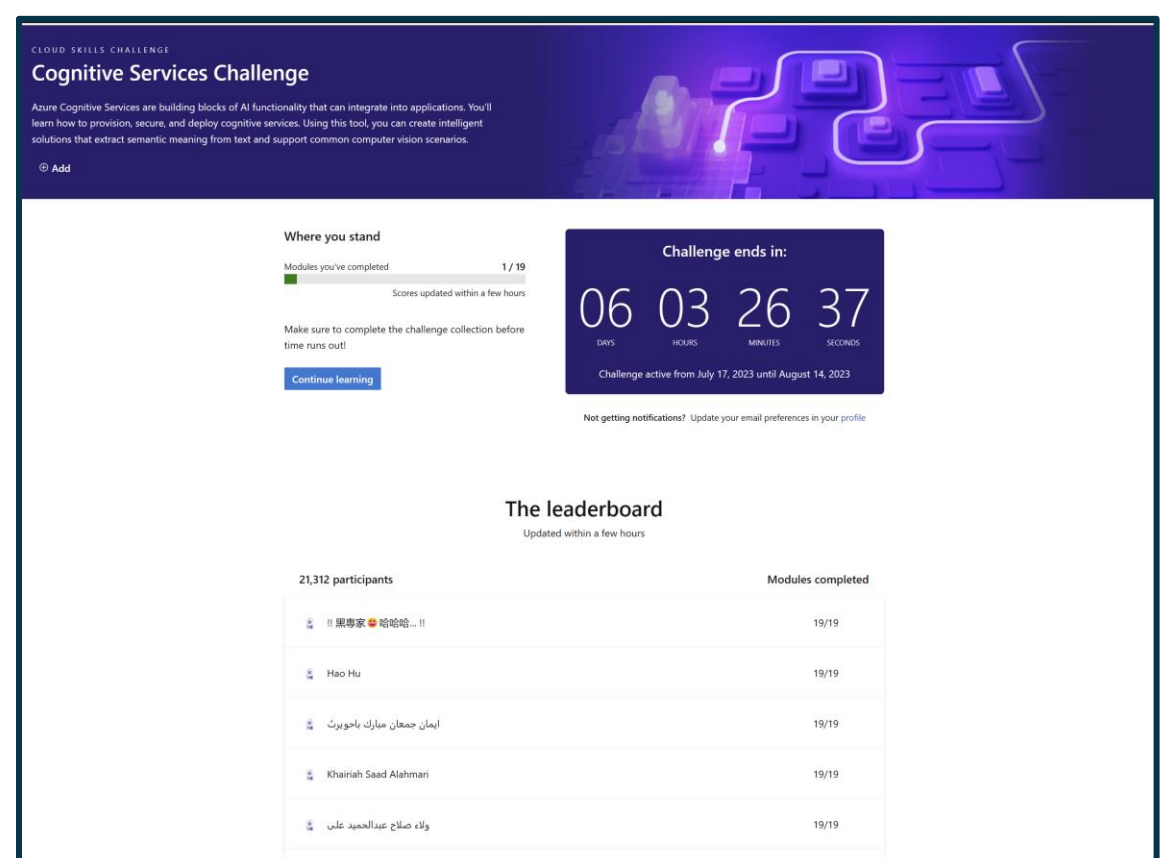 CLOUD SKILLS CHALLENGE
Cognitive Services Challenge
Azure Cognitive Services are building blocks of AI functionality that can integrate into applications. You'll
learn how to provision, secure, and deploy cognitive services. Using this tool, you can create intelligent
solutions that extract semantic meaning from text and support common computer vision scenarios.
⊕ Add
Where you stand
Modules you've completed 1 / 19
Scores updated within a few hours
Make sure to complete the challenge collection before
time runs out!
Continue learning
Challenge ends in:
06 03 26 37
DAYS HOURS MINUTES SECONDS
Challenge active from July 17, 2023 until August 14, 2023
Not getting notifications? Update your email preferences in your profile
The leaderboard
Updated within a few hours
21,312 participants Modules completed
!! 黑専家😍哈哈哈... !! 19/19
Hao Hu 19/19
ايمان جمعان مبارك باحويرث 19/19
Khairiah Saad Alahmari 19/19
ولاء صلاح عبدالحميد على 19/19